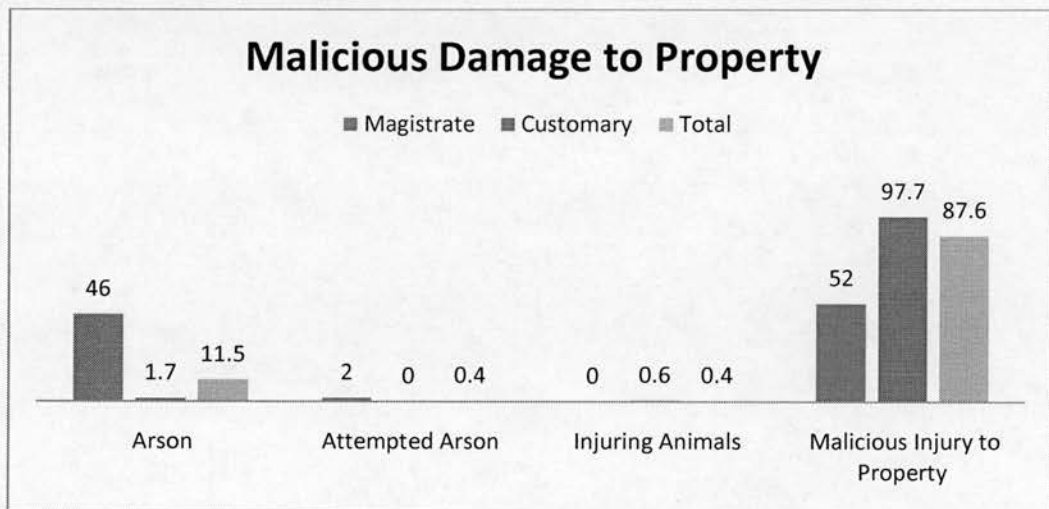 Malicious Damage to Property
Magistrate Customary Total
46
1.7
11.5
2
0
0.4
0
0.6
0.4
52
97.7
87.6
Arson
Attempted Arson
Injuring Animals
Malicious Injury to
Property